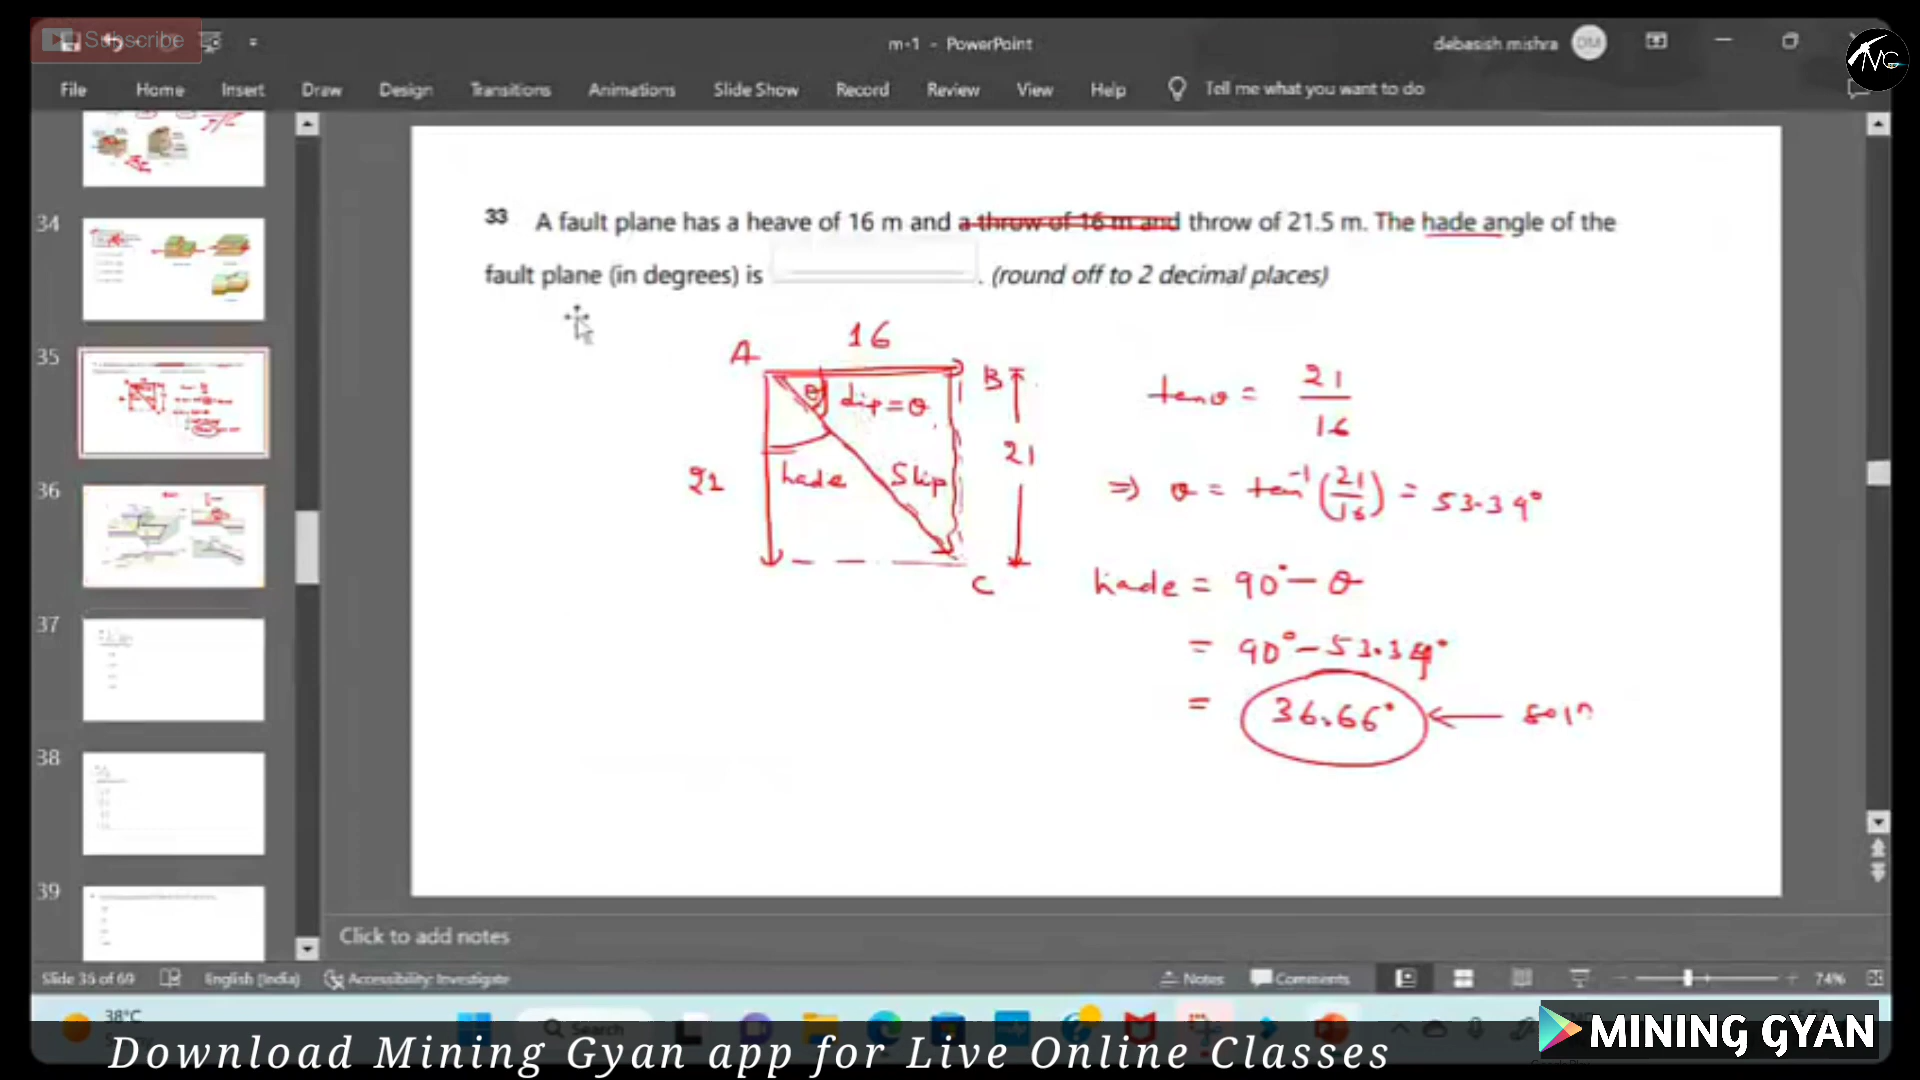 Subscribe
m-1 - PowerPoint
debasish mishra
DM
NG
File Home Insert Draw Design Transitions Animations Slide Show Record Review View Help Tell me what you want to do
34
35
36
37
38
39
33 A fault plane has a heave of 16 m and a throw of 16 m and throw of 21.5 m. The hade angle of the
fault plane (in degrees) is . (round off to 2 decimal places)
16
A
B
θ dip=θ
21
21
hade
Slip
C
tanθ = 21/16
⇒ θ = tan⁻¹(21/16) = 53.34°
hade = 90° - θ
= 90° - 53.34°
= 36.66° ← soln
Click to add notes
English (India) Accessibility: Investigate
Notes Comments 74%
38°C
Search
MINING GYAN
Download Mining Gyan app for Live Online Classes